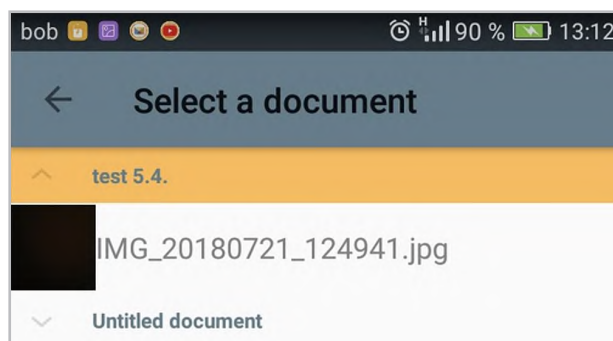 bob H 90 % 13:12
Select a document
test 5.4.
IMG_20180721_124941.jpg
Untitled document